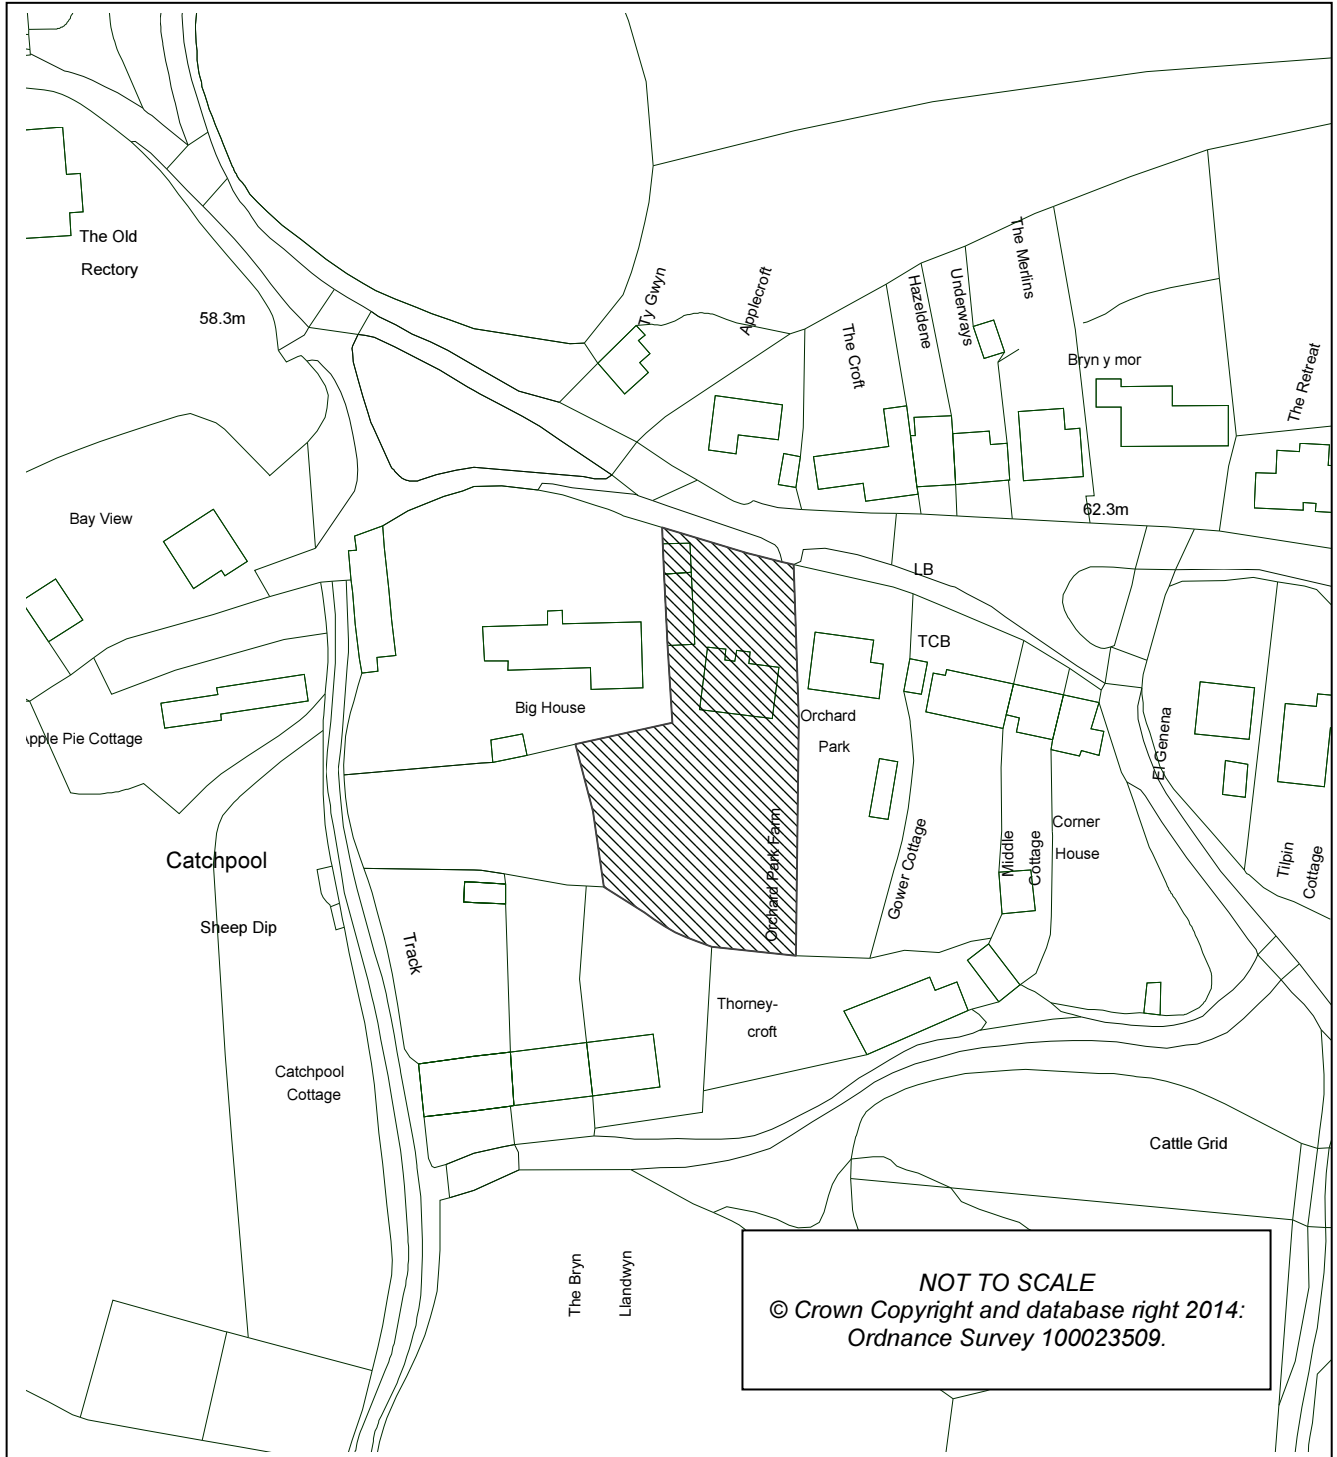 The Old
Rectory
58.3m
Ty Gwyn
Applecroft
The Croft
Hazeldene
Underways
The Merlins
Bryn y mor
The Retreat
62.3m
Bay View
LB
TCB
Big House
Orchard
Park
Apple Pie Cottage
El Genena
Orchard Park Farm
Gower Cottage
Middle
Cottage
Corner
House
Tilpin
Cottage
Catchpool
Sheep Dip
Track
Thorney-
croft
Catchpool
Cottage
Cattle Grid
The Bryn
Llandwyn
NOT TO SCALE
© Crown Copyright and database right 2014:
Ordnance Survey 100023509.